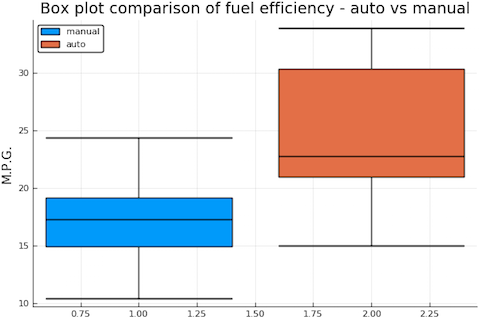 Box plot comparison of fuel efficiency - auto vs manual
manual
auto
M.P.G.
30
25
20
15
10
0.75 1.00 1.25 1.50 1.75 2.00 2.25